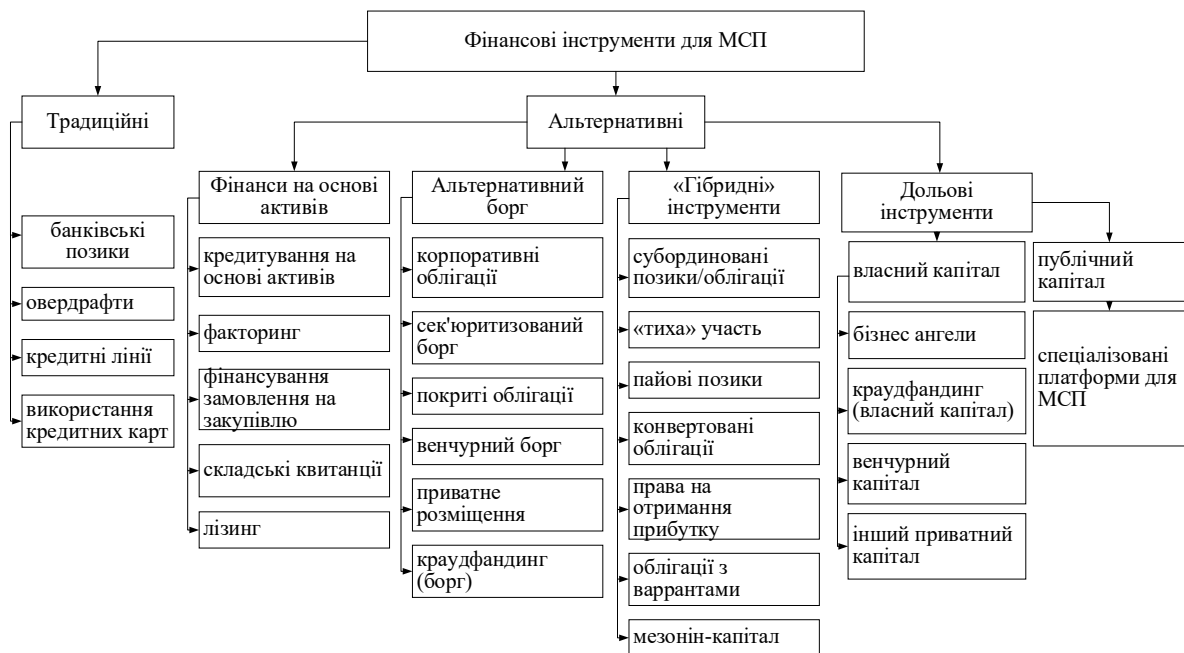 Фінансові інструменти для МСП
Традиційні
Альтернативні
банківські
позики
овердрафти
кредитні лінії
використання
кредитних карт
Фінанси на основі
активів
кредитування на
основі активів
факторинг
фінансування
замовлення на
закупівлю
складські квитанції
лізинг
Альтернативний
борг
корпоративні
облігації
сек'юритизований
борг
покриті облігації
венчурний борг
приватне
розміщення
краудфандинг
(борг)
«Гібридні»
інструменти
субординовані
позики/облігації
«тиха» участь
пайові позики
конвертовані
облігації
права на
отримання
прибутку
облігації з
варрантами
мезонін-капітал
Дольові
інструменти
власний капітал
бізнес ангели
краудфандинг
(власний капітал)
венчурний
капітал
інший приватний
капітал
публічний
капітал
спеціалізовані
платформи для
МСП